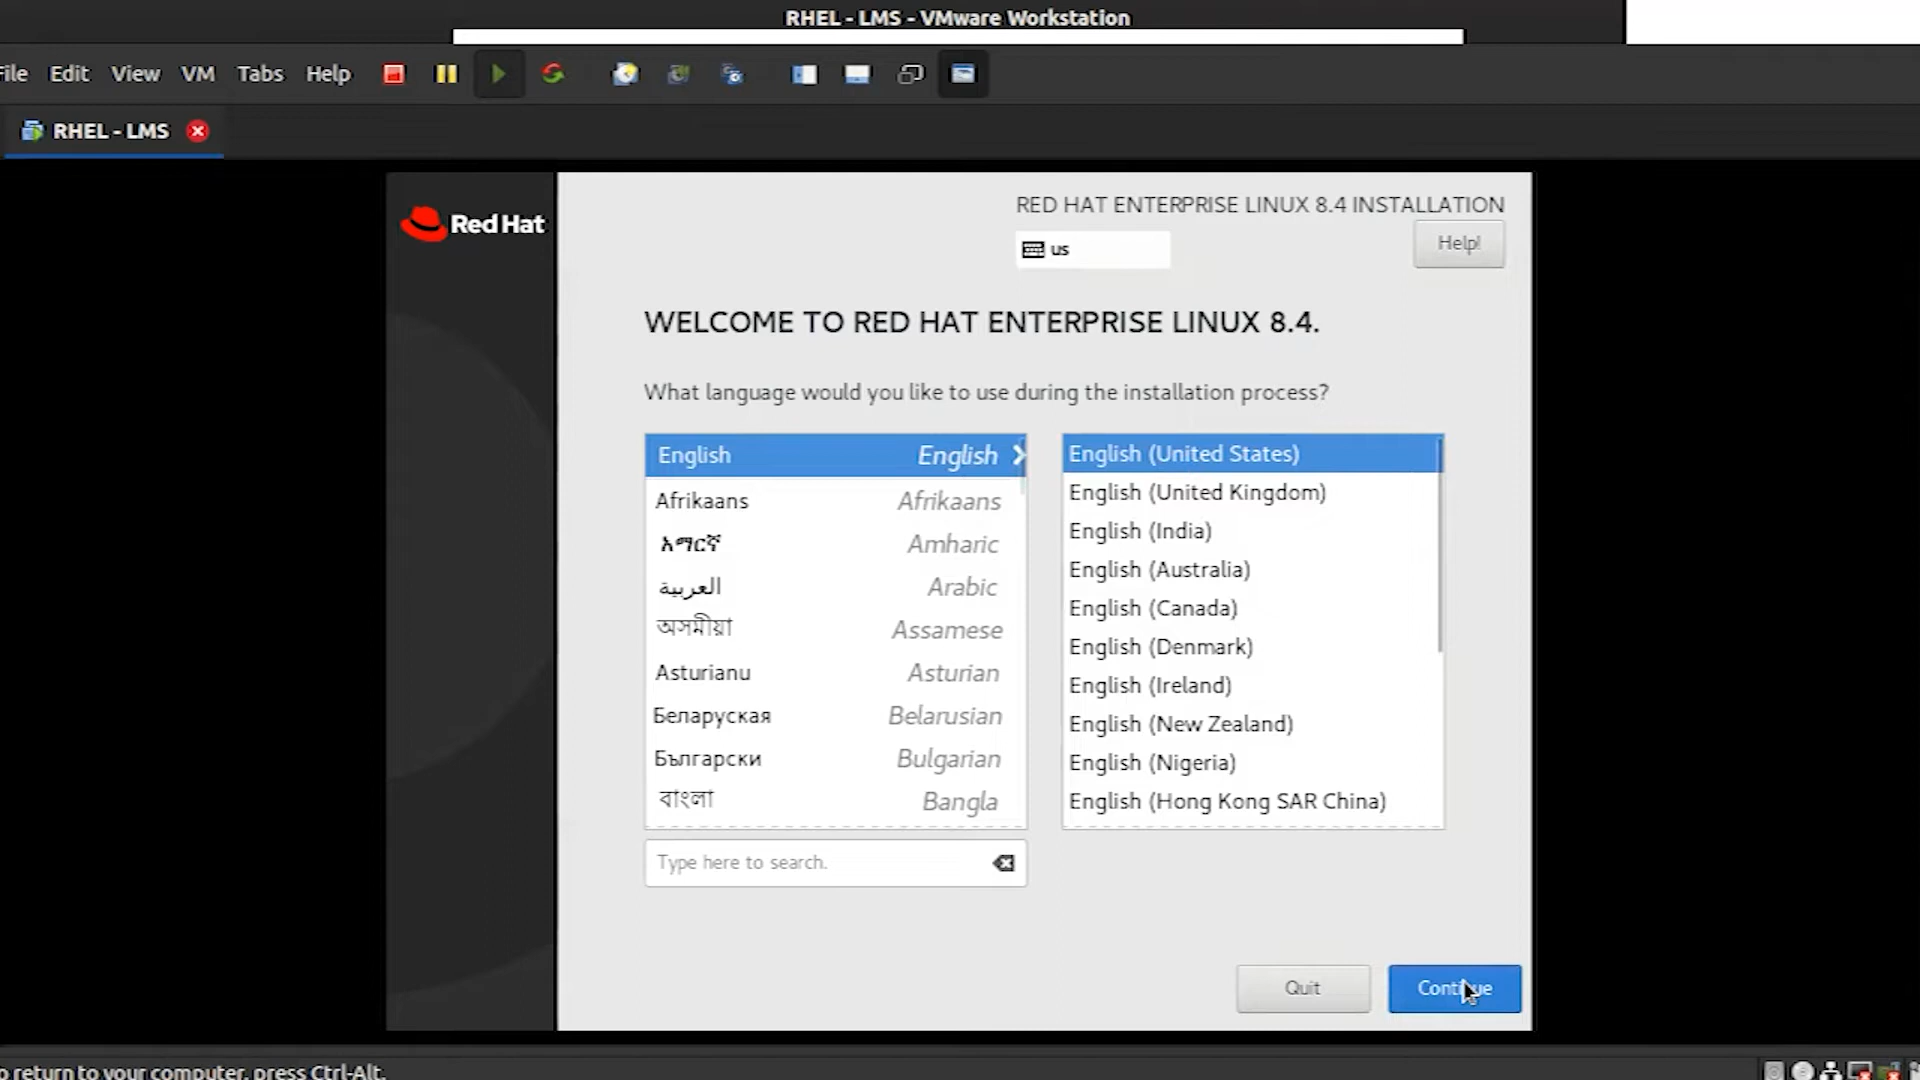 RHEL - LMS - VMware Workstation
File Edit View VM Tabs Help
RHEL - LMS
Red Hat
RED HAT ENTERPRISE LINUX 8.4 INSTALLATION
us
Help!
WELCOME TO RED HAT ENTERPRISE LINUX 8.4.
What language would you like to use during the installation process?
English English
Afrikaans Afrikaans
አማርኛ Amharic
العربية Arabic
অসমীয়া Assamese
Asturianu Asturian
Беларуская Belarusian
Български Bulgarian
বাংলা Bangla
English (United States)
English (United Kingdom)
English (India)
English (Australia)
English (Canada)
English (Denmark)
English (Ireland)
English (New Zealand)
English (Nigeria)
English (Hong Kong SAR China)
Type here to search.
Quit
Continue
o return to your computer, press Ctrl-Alt.